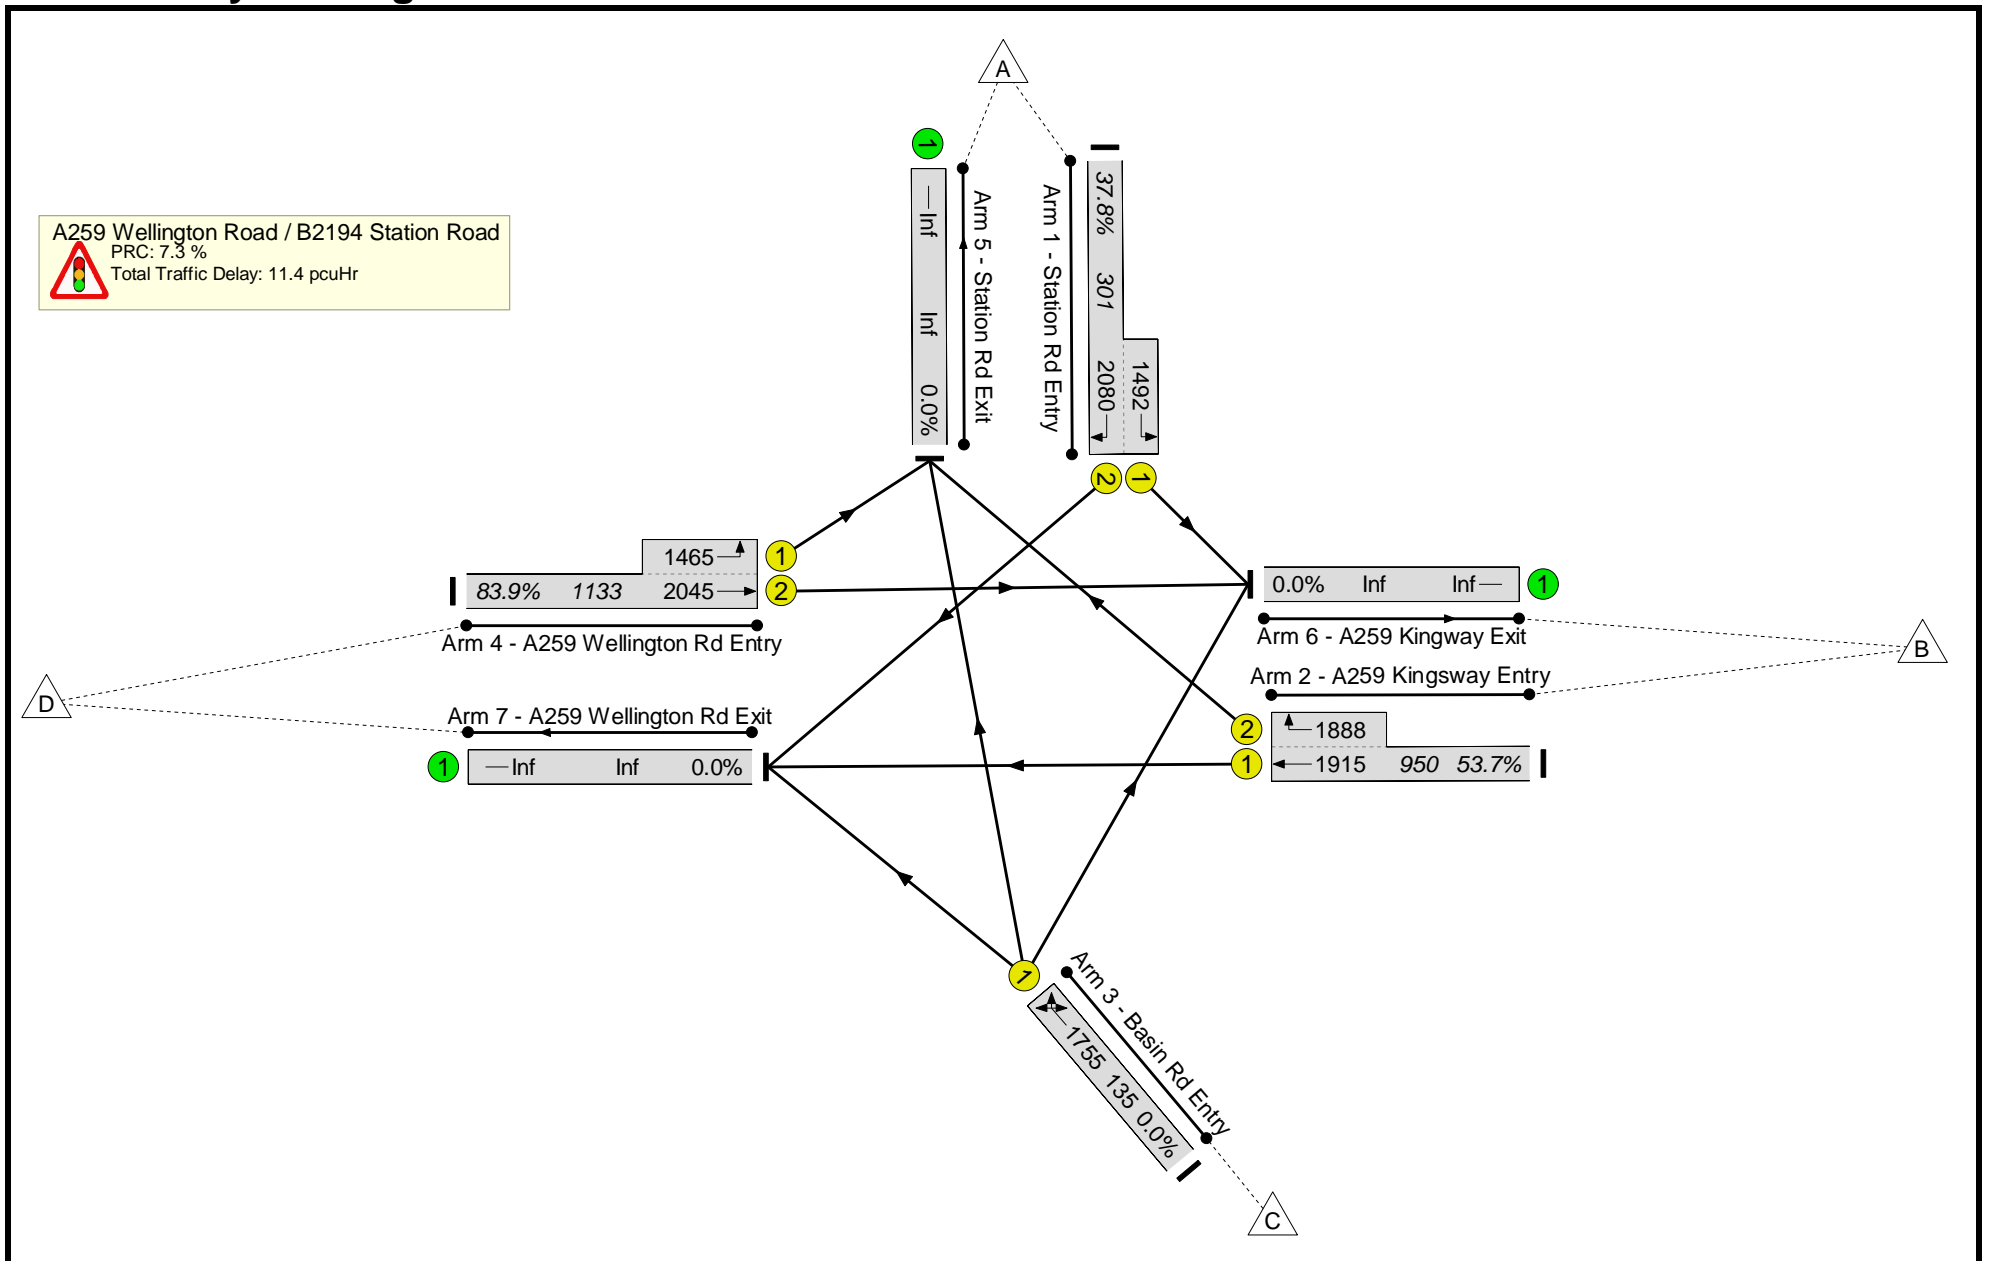 A
1
1
Inf
Inf
0.0%
Arm 5 - Station Rd Exit
Arm 1 - Station Rd Entry
37.8% 301 2080
1492
2 1
A259 Wellington Road / B2194 Station Road
PRC: 7.3 %
Total Traffic Delay: 11.4 pcuHr
1465 1
83.9% 1133 2045 2
Arm 4 - A259 Wellington Rd Entry
0.0% Inf Inf 1
Arm 6 - A259 Kingway Exit
B
Arm 2 - A259 Kingsway Entry
D
Arm 7 - A259 Wellington Rd Exit
1 Inf Inf 0.0%
2 1888
1 1915 950 53.7%
1
1755 135 0.0%
Arm 3 - Basin Rd Entry
C